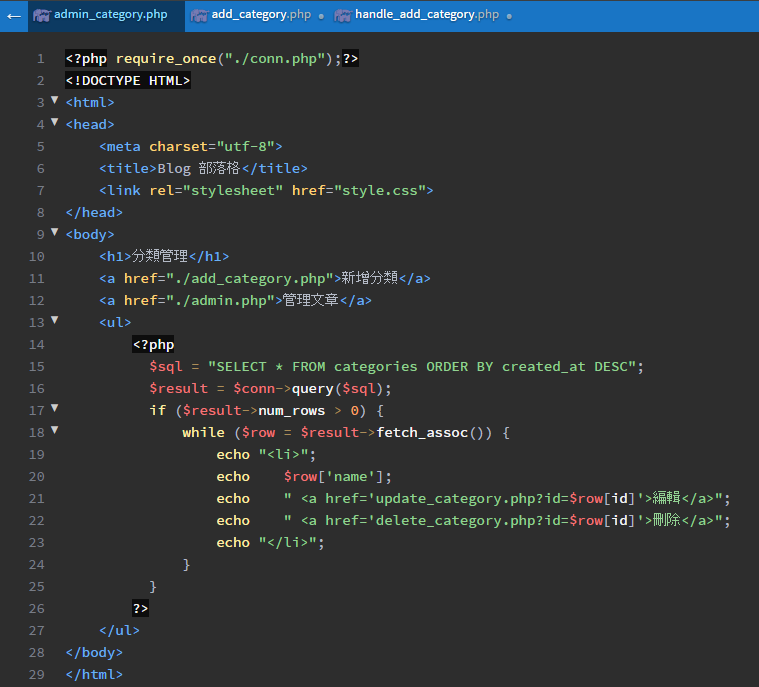 ← admin_category.php add_category.php • handle_add_category.php •
1 <?php require_once("./conn.php");?>
2 <!DOCTYPE HTML>
3 ▼ <html>
4 ▼ <head>
5 <meta charset="utf-8">
6 <title>Blog 部落格</title>
7 <link rel="stylesheet" href="style.css">
8 </head>
9 ▼ <body>
10 <h1>分類管理</h1>
11 <a href="./add_category.php">新增分類</a>
12 <a href="./admin.php">管理文章</a>
13 ▼ <ul>
14 <?php
15 $sql = "SELECT * FROM categories ORDER BY created_at DESC";
16 $result = $conn->query($sql);
17 ▼ if ($result->num_rows > 0) {
18 ▼ while ($row = $result->fetch_assoc()) {
19 echo "<li>";
20 echo $row['name'];
21 echo " <a href='update_category.php?id=$row[id]'>編輯</a>";
22 echo " <a href='delete_category.php?id=$row[id]'>刪除</a>";
23 echo "</li>";
24 }
25 }
26 ?>
27 </ul>
28 </body>
29 </html>